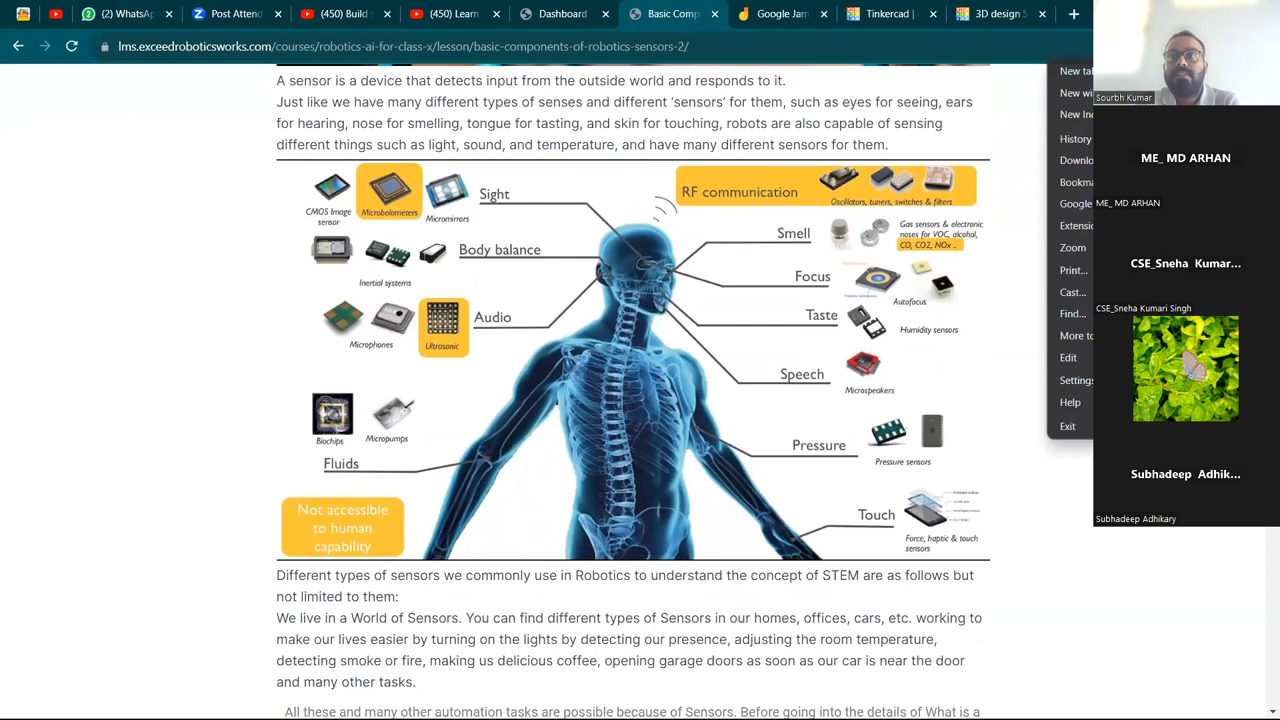 (2) WhatsA
Post Attend
(450) Build
(450) Learn
Dashboard
Basic Comp
Google Jam
Tinkercad |
3D design S
lms.exceedroboticsworks.com/courses/robotics-ai-for-class-x/lesson/basic-components-of-robotics-sensors-2/
A sensor is a device that detects input from the outside world and responds to it.
Just like we have many different types of senses and different ‘sensors’ for them, such as eyes for seeing, ears
for hearing, nose for smelling, tongue for tasting, and skin for touching, robots are also capable of sensing
different things such as light, sound, and temperature, and have many different sensors for them.
CMOS Image
sensor
Microbolometers
Micromirrors
Sight
RF communication
Oscillators, tuners, switches & filters
Body balance
Inertial systems
Smell
Gas sensors & electronic
noses for VOC, alcohol,
CO, CO2, NOx ..
Focus
Autofocus
Audio
Microphones
Ultrasonic
Taste
Humidity sensors
Speech
Microspeakers
Biochips
Micropumps
Fluids
Pressure
Pressure sensors
Not accessible
to human
capability
Touch
Force, haptic & touch
sensors
Different types of sensors we commonly use in Robotics to understand the concept of STEM are as follows but
not limited to them:
We live in a World of Sensors. You can find different types of Sensors in our homes, offices, cars, etc. working to
make our lives easier by turning on the lights by detecting our presence, adjusting the room temperature,
detecting smoke or fire, making us delicious coffee, opening garage doors as soon as our car is near the door
and many other tasks.
All these and many other automation tasks are possible because of Sensors. Before going into the details of What is a
New tab
New wi
New Inc
History
Downlo
Bookma
Google
Extensio
Zoom
Print...
Cast...
Find...
More to
Edit
Settings
Help
Exit
Sourbh Kumar
ME_ MD ARHAN
ME_ MD ARHAN
CSE_Sneha Kumar...
CSE_Sneha Kumari Singh
Subhadeep Adhik...
Subhadeep Adhikary